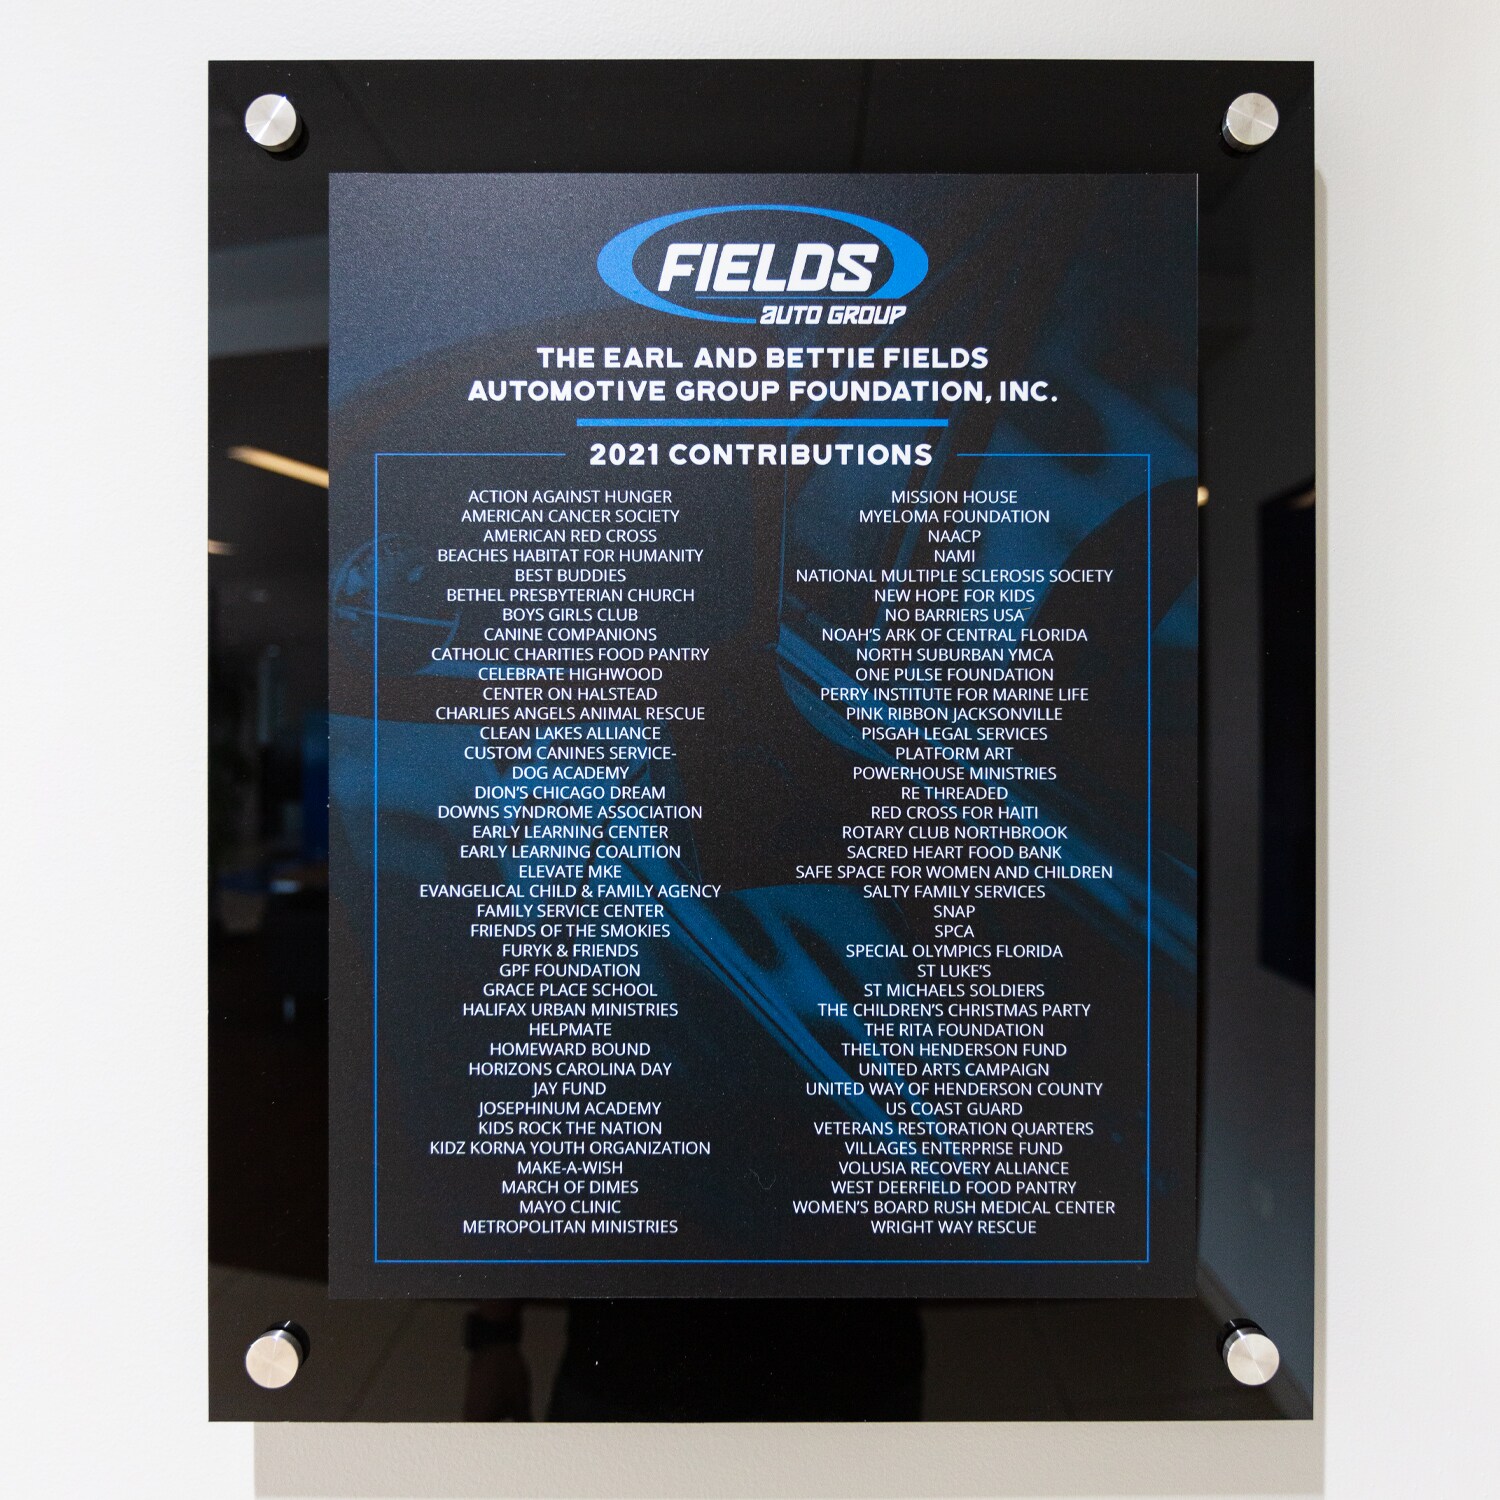 FIELDS
AUTO GROUP
THE EARL AND BETTIE FIELDS
AUTOMOTIVE GROUP FOUNDATION, INC.
2021 CONTRIBUTIONS
ACTION AGAINST HUNGER
AMERICAN CANCER SOCIETY
AMERICAN RED CROSS
BEACHES HABITAT FOR HUMANITY
BEST BUDDIES
BETHEL PRESBYTERIAN CHURCH
BOYS GIRLS CLUB
CANINE COMPANIONS
CATHOLIC CHARITIES FOOD PANTRY
CELEBRATE HIGHWOOD
CENTER ON HALSTEAD
CHARLIES ANGELS ANIMAL RESCUE
CLEAN LAKES ALLIANCE
CUSTOM CANINES SERVICE-
DOG ACADEMY
DION'S CHICAGO DREAM
DOWNS SYNDROME ASSOCIATION
EARLY LEARNING CENTER
EARLY LEARNING COALITION
ELEVATE MKE
EVANGELICAL CHILD & FAMILY AGENCY
FAMILY SERVICE CENTER
FRIENDS OF THE SMOKIES
FURYK & FRIENDS
GPF FOUNDATION
GRACE PLACE SCHOOL
HALIFAX URBAN MINISTRIES
HELPMATE
HOMEWARD BOUND
HORIZONS CAROLINA DAY
JAY FUND
JOSEPHINUM ACADEMY
KIDS ROCK THE NATION
KIDZ KORNA YOUTH ORGANIZATION
MAKE-A-WISH
MARCH OF DIMES
MAYO CLINIC
METROPOLITAN MINISTRIES
MISSION HOUSE
MYELOMA FOUNDATION
NAACP
NAMI
NATIONAL MULTIPLE SCLEROSIS SOCIETY
NEW HOPE FOR KIDS
NO BARRIERS USA
NOAH'S ARK OF CENTRAL FLORIDA
NORTH SUBURBAN YMCA
ONE PULSE FOUNDATION
PERRY INSTITUTE FOR MARINE LIFE
PINK RIBBON JACKSONVILLE
PISGAH LEGAL SERVICES
PLATFORM ART
POWERHOUSE MINISTRIES
RE THREADED
RED CROSS FOR HAITI
ROTARY CLUB NORTHBROOK
SACRED HEART FOOD BANK
SAFE SPACE FOR WOMEN AND CHILDREN
SALTY FAMILY SERVICES
SNAP
SPCA
SPECIAL OLYMPICS FLORIDA
ST LUKE'S
ST MICHAELS SOLDIERS
THE CHILDREN'S CHRISTMAS PARTY
THE RITA FOUNDATION
THELTON HENDERSON FUND
UNITED ARTS CAMPAIGN
UNITED WAY OF HENDERSON COUNTY
US COAST GUARD
VETERANS RESTORATION QUARTERS
VILLAGES ENTERPRISE FUND
VOLUSIA RECOVERY ALLIANCE
WEST DEERFIELD FOOD PANTRY
WOMEN'S BOARD RUSH MEDICAL CENTER
WRIGHT WAY RESCUE